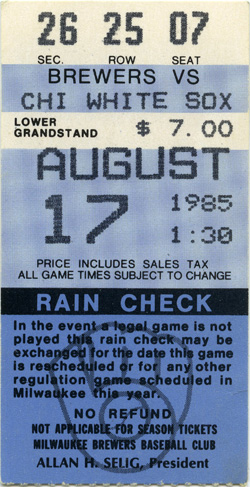 26 25 07
SEC. ROW SEAT
BREWERS VS
CHI WHITE SOX
LOWER
GRANDSTAND $ 7.00
AUGUST
17 1985
1:30
PRICE INCLUDES SALES TAX
ALL GAME TIMES SUBJECT TO CHANGE
RAIN CHECK
In the event a legal game is not
played this rain check may be
exchanged for the date this game
is rescheduled or for any other
regulation game scheduled in
Milwaukee this year.
NO REFUND
NOT APPLICABLE FOR SEASON TICKETS
MILWAUKEE BREWERS BASEBALL CLUB
ALLAN H. SELIG, President